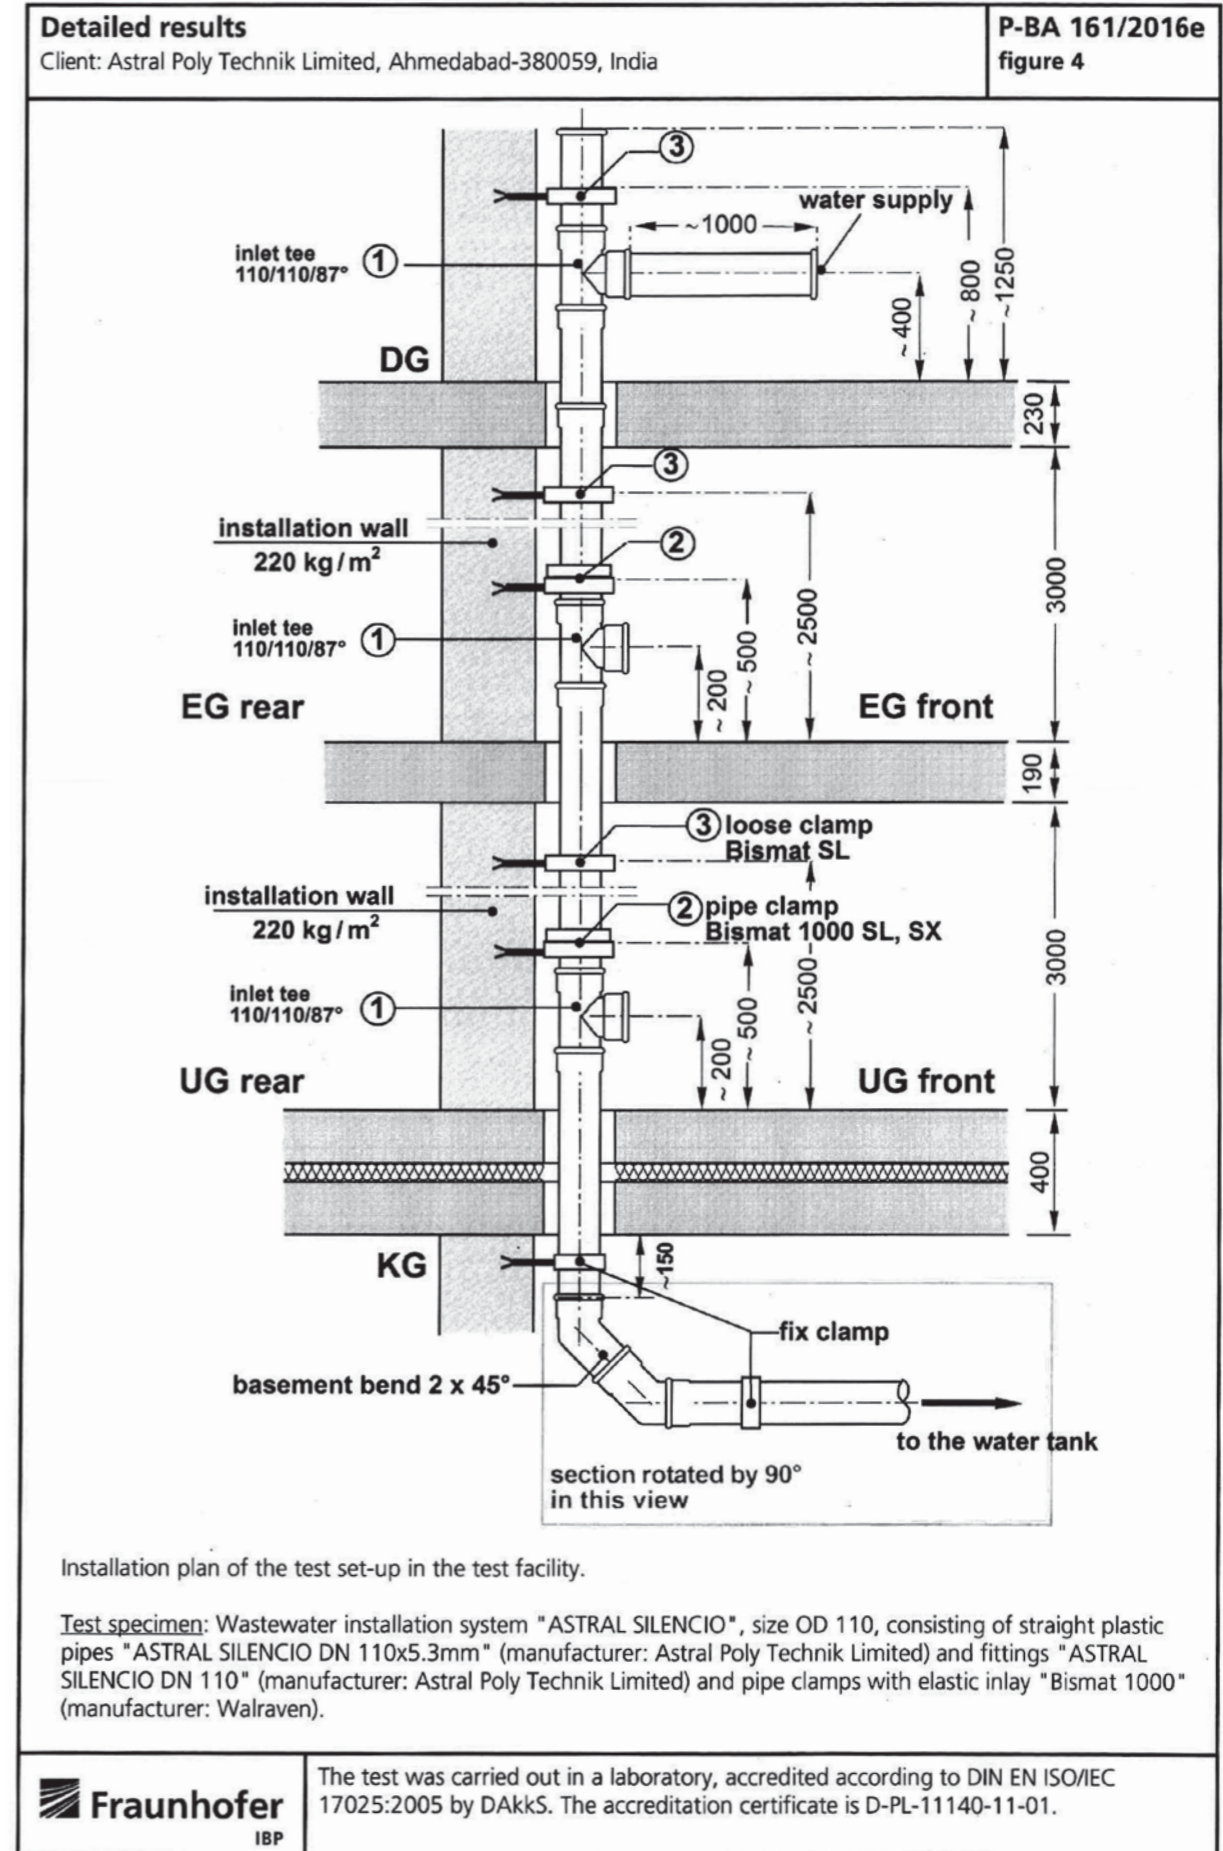 Detailed results
Client: Astral Poly Technik Limited, Ahmedabad-380059, India
P-BA 161/2016e
figure 4
3
water supply
~1000
inlet tee
110/110/87°
1
~400
~800
~1250
DG
230
3
installation wall
220 kg/m²
2
inlet tee
110/110/87°
1
~200
~500
~2500
3000
EG rear
EG front
190
3 loose clamp
Bismat SL
installation wall
220 kg/m²
2 pipe clamp
Bismat 1000 SL, SX
inlet tee
110/110/87°
1
~200
~500
~2500
3000
UG rear
UG front
400
KG
~150
fix clamp
basement bend 2 x 45°
to the water tank
section rotated by 90°
in this view
Installation plan of the test set-up in the test facility.
Test specimen: Wastewater installation system "ASTRAL SILENCIO", size OD 110, consisting of straight plastic
pipes "ASTRAL SILENCIO DN 110x5.3mm" (manufacturer: Astral Poly Technik Limited) and fittings "ASTRAL
SILENCIO DN 110" (manufacturer: Astral Poly Technik Limited) and pipe clamps with elastic inlay "Bismat 1000"
(manufacturer: Walraven).
Fraunhofer
IBP
The test was carried out in a laboratory, accredited according to DIN EN ISO/IEC
17025:2005 by DAkkS. The accreditation certificate is D-PL-11140-11-01.